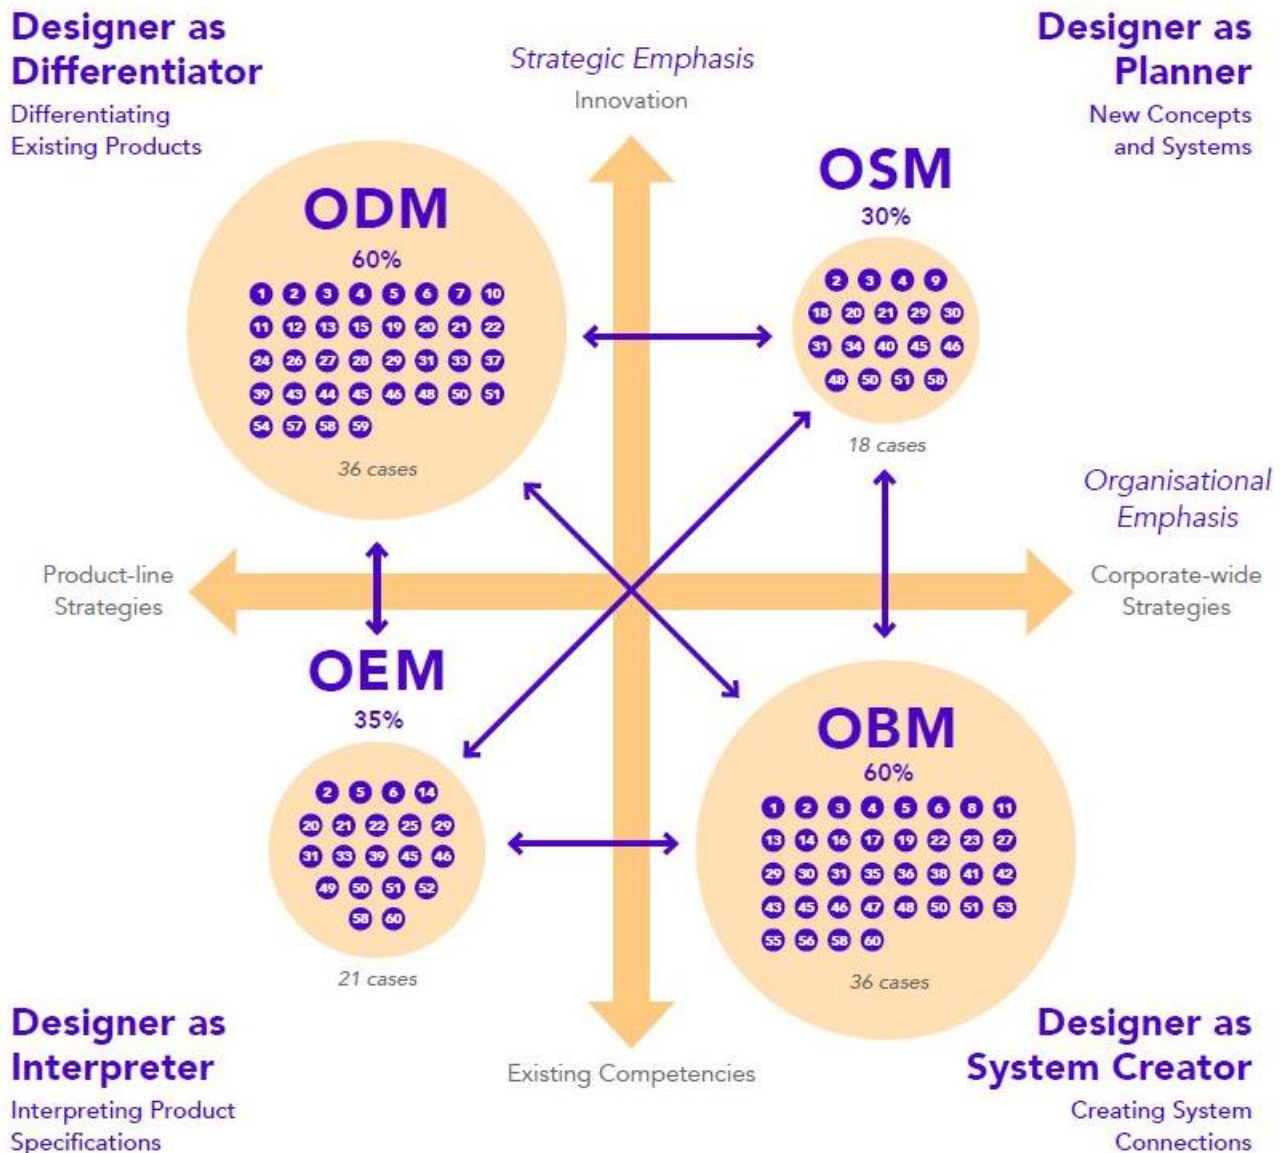 Designer as
Differentiator
Differentiating
Existing Products
Strategic Emphasis
Innovation
Designer as
Planner
New Concepts
and Systems
ODM
60%
1 2 3 4 5 6 7 10
11 12 13 15 19 20 21 22
24 26 27 28 29 31 33 37
39 43 44 45 46 48 50 51
54 57 58 59
36 cases
OSM
30%
2 3 4 9
18 20 21 29 30
31 34 40 45 46
48 50 51 58
18 cases
Organisational
Emphasis
Product-line
Strategies
Corporate-wide
Strategies
OEM
35%
2 5 6 14
20 21 22 25 29
31 33 39 45 46
49 50 51 52
58 60
21 cases
OBM
60%
1 2 3 4 5 6 8 11
13 14 16 17 19 22 23 27
29 30 31 35 36 38 41 42
43 45 46 47 48 50 51 53
55 56 58 60
36 cases
Designer as
Interpreter
Interpreting Product
Specifications
Existing Competencies
Designer as
System Creator
Creating System
Connections